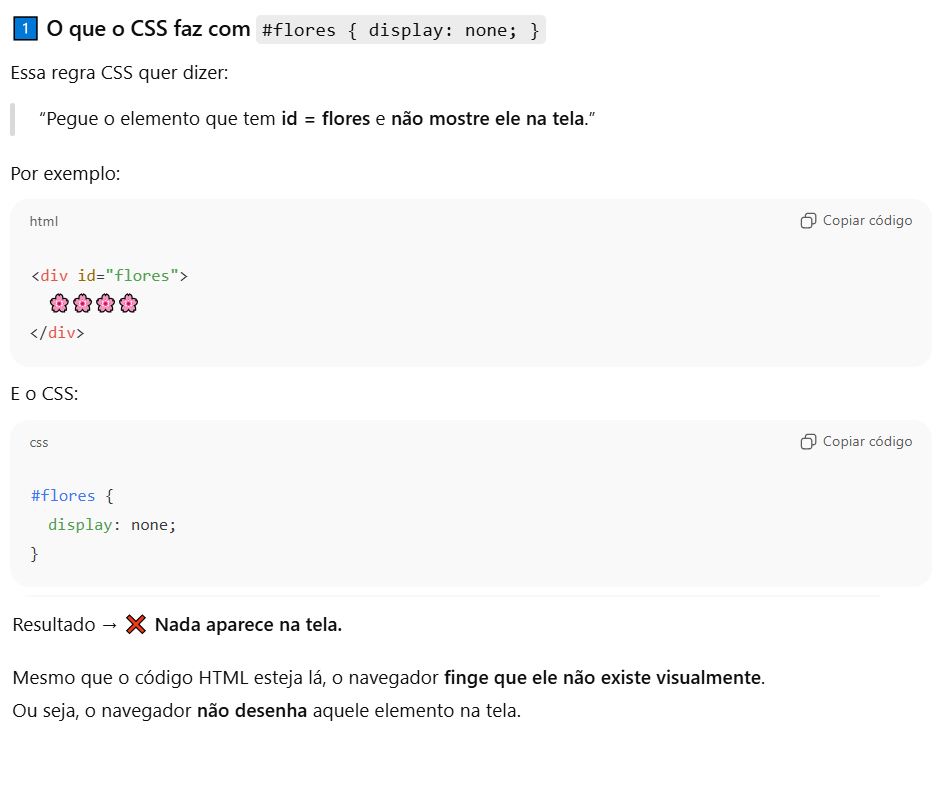 1 O que o CSS faz com #flores { display: none; }
Essa regra CSS quer dizer:
“Pegue o elemento que tem id = flores e não mostre ele na tela.”
Por exemplo:
html Copiar código
<div id="flores">
🌸🌸🌸🌸
</div>
E o CSS:
css Copiar código
#flores {
display: none;
}
Resultado → ❌ Nada aparece na tela.
Mesmo que o código HTML esteja lá, o navegador finge que ele não existe visualmente.
Ou seja, o navegador não desenha aquele elemento na tela.